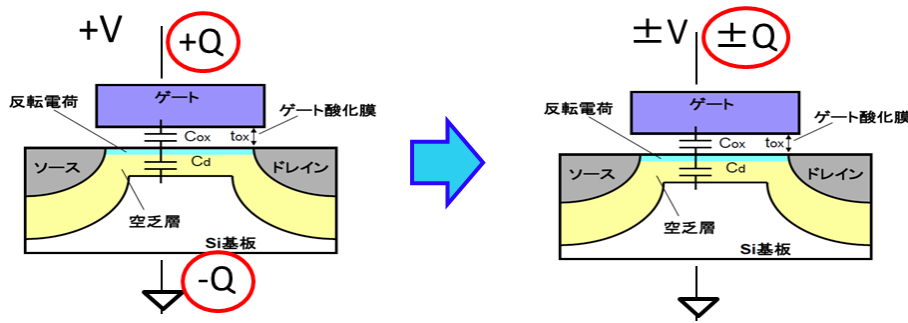 +V
+Q
ゲート
反転電荷
ゲート酸化膜
Cox
tox
Cd
ソース
ドレイン
空乏層
Si基板
-Q
±V
±Q
ゲート
反転電荷
ゲート酸化膜
Cox
tox
Cd
ソース
ドレイン
空乏層
Si基板